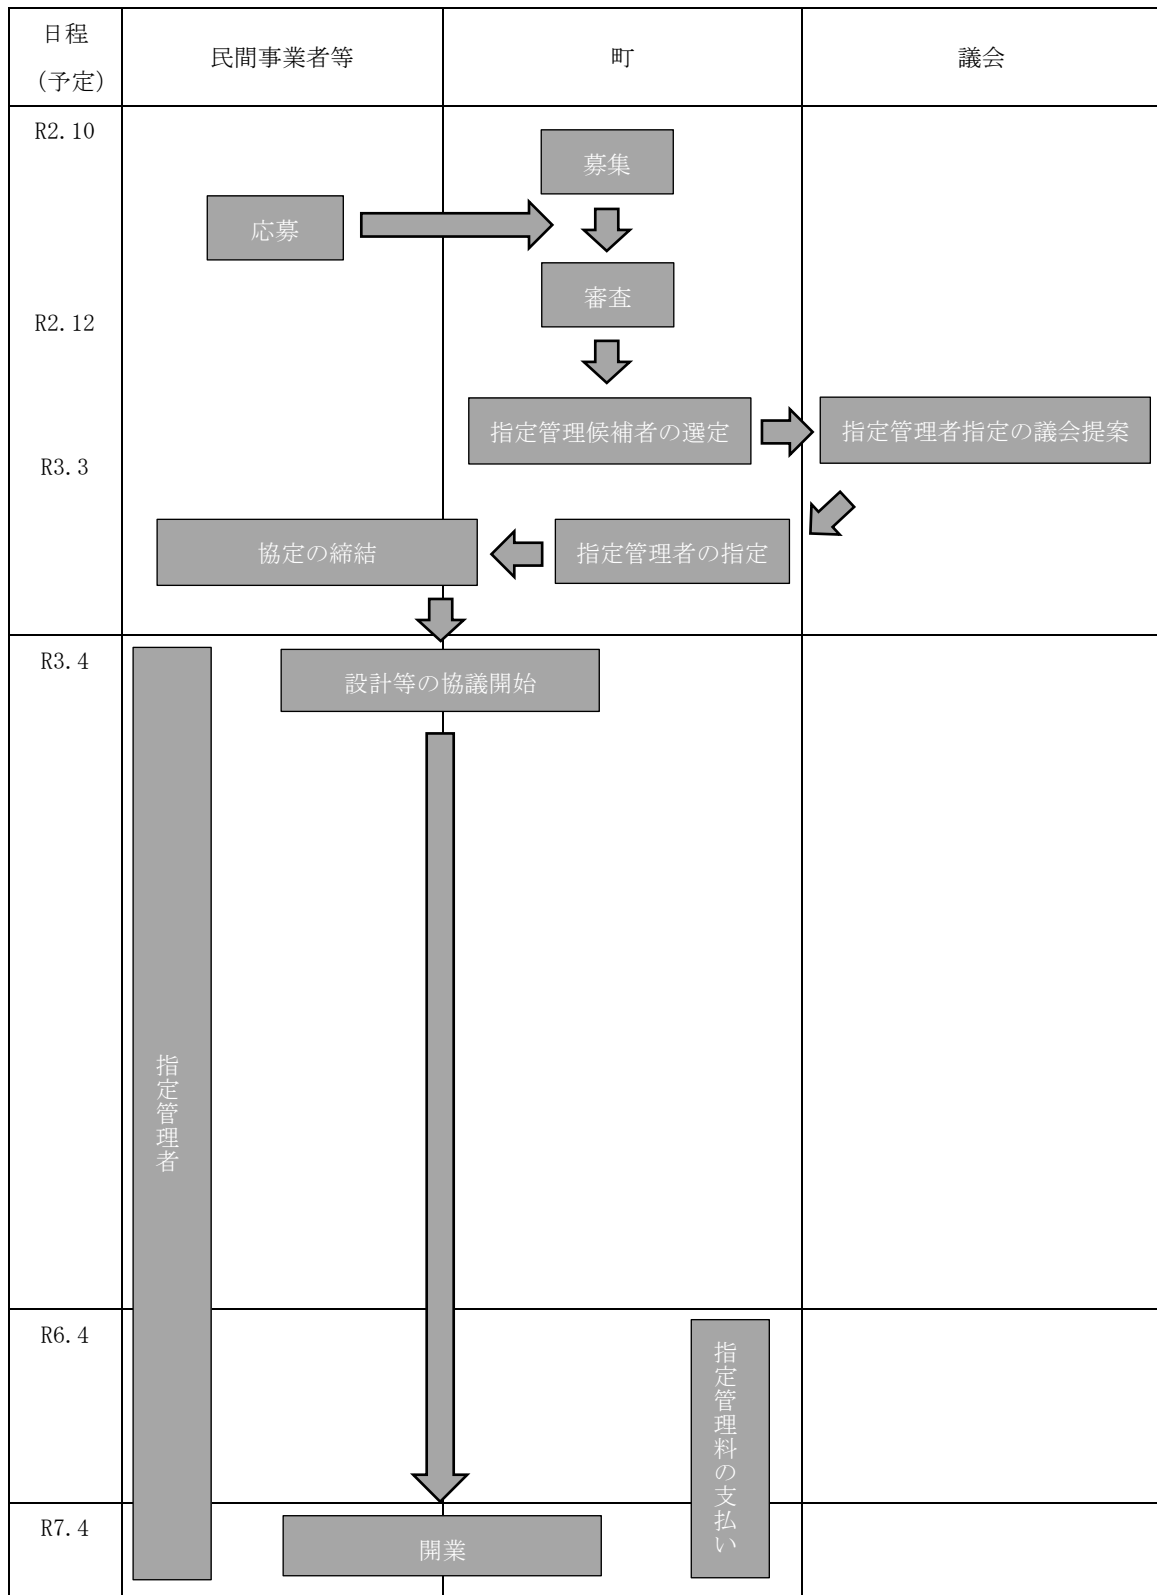 日程
(予定)
民間事業者等
町
議会
R2.10
募集
応募
審査
R2.12
指定管理候補者の選定
指定管理者指定の議会提案
R3.3
協定の締結
指定管理者の指定
R3.4
設計等の協議開始
指定管理者
R6.4
指定管理料の支払い
R7.4
開業